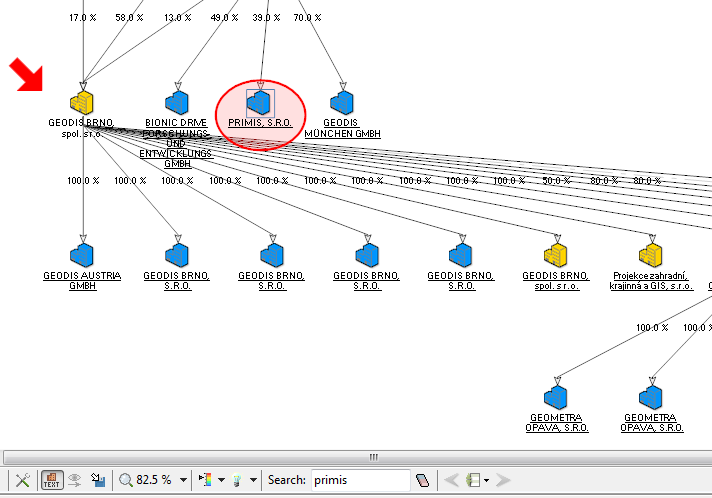 17.0 % 58.0 % 13.0 % 49.0 % 39.0 % 70.0 %
GEODIS BRNO,
spol. s r.o.
BIONIC DRIVE
FORSCHUNGS-
UND
ENTWICKLUNGS
GMBH
PRIMIS, S.R.O.
GEODIS
MÜNCHEN GMBH
100.0 % 100.0 % 100.0 % 100.0 % 100.0 % 100.0 % 100.0 % 100.0 % 100.0 % 100.0 % 50.0 % 80.0 % 80.0 %
GEODIS AUSTRIA
GMBH
GEODIS BRNO,
S.R.O.
GEODIS BRNO,
S.R.O.
GEODIS BRNO,
S.R.O.
GEODIS BRNO,
S.R.O.
GEODIS BRNO,
spol. s r.o.
Projekce zahradní,
krajinná a GIS, s.r.o.
100.0 % 100.0 %
GEOMETRA
OPAVA, S.R.O.
GEOMETRA
OPAVA, S.R.O.
TEXT 82.5 % Search: primis